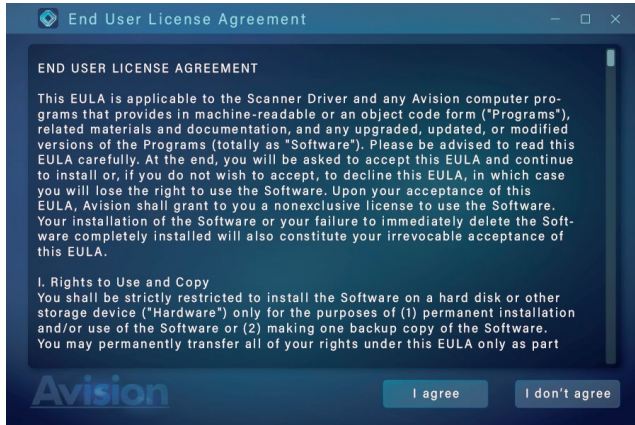 End User License Agreement
END USER LICENSE AGREEMENT
This EULA is applicable to the Scanner Driver and any Avision computer pro-
grams that provides in machine-readable or an object code form ("Programs"),
related materials and documentation, and any upgraded, updated, or modified
versions of the Programs (totally as "Software"). Please be advised to read this
EULA carefully. At the end, you will be asked to accept this EULA and continue
to install or, if you do not wish to accept, to decline this EULA, in which case
you will lose the right to use the Software. Upon your acceptance of this
EULA, Avision shall grant to you a nonexclusive license to use the Software.
Your installation of the Software or your failure to immediately delete the Soft-
ware completely installed will also constitute your irrevocable acceptance of
this EULA.
I. Rights to Use and Copy
You shall be strictly restricted to install the Software on a hard disk or other
storage device ("Hardware") only for the purposes of (1) permanent installation
and/or use of the Software or (2) making one backup copy of the Software.
You may permanently transfer all of your rights under this EULA only as part
Avision
I agree
I don't agree